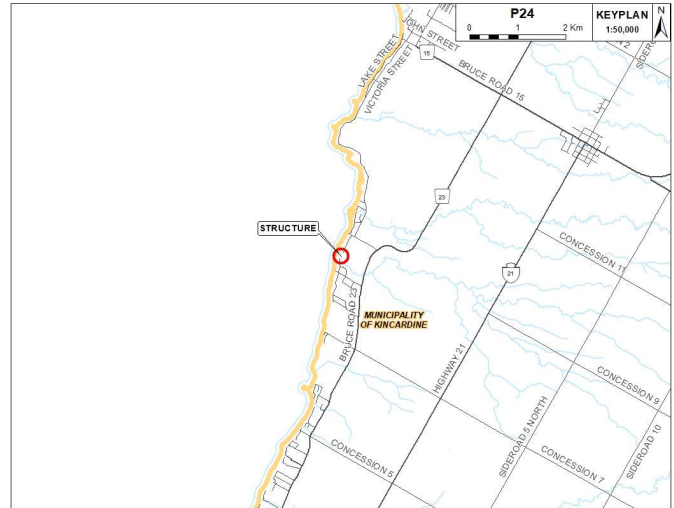 P24
0 1 2 Km
KEYPLAN
1:50,000
N
JOHN STREET
LAKE STREET
VICTORIA STREET
15
BRUCE ROAD 15
SIDEROAD
23
STRUCTURE
CONCESSION 11
21
MUNICIPALITY
OF KINCARDINE
BRUCE ROAD 23
HIGHWAY 21
CONCESSION 9
SIDEROAD 5 NORTH
SIDEROAD 10
CONCESSION 5
CONCESSION 7